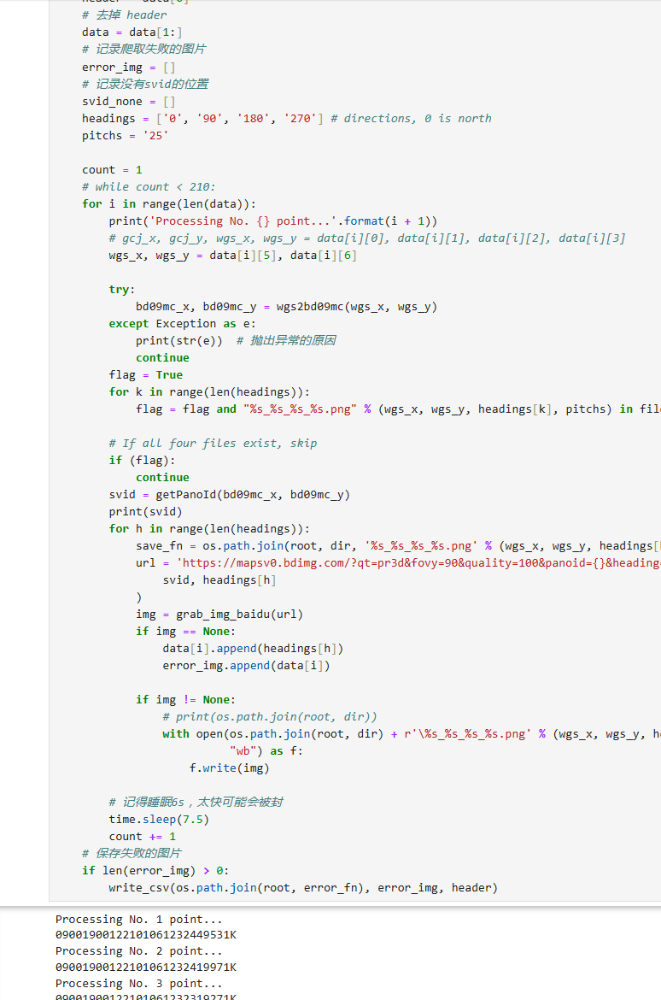 header = data[0]
# 去掉 header
data = data[1:]
# 记录爬取失败的图片
error_img = []
# 记录没有svid的位置
svid_none = []
headings = ['0', '90', '180', '270'] # directions, 0 is north
pitchs = '25'
count = 1
# while count < 210:
for i in range(len(data)):
print('Processing No. {} point...'.format(i + 1))
# gcj_x, gcj_y, wgs_x, wgs_y = data[i][0], data[i][1], data[i][2], data[i][3]
wgs_x, wgs_y = data[i][5], data[i][6]
try:
bd09mc_x, bd09mc_y = wgs2bd09mc(wgs_x, wgs_y)
except Exception as e:
print(str(e))  # 抛出异常的原因
continue
flag = True
for k in range(len(headings)):
flag = flag and "%s_%s_%s_%s.png" % (wgs_x, wgs_y, headings[k], pitchs) in file
# If all four files exist, skip
if (flag):
continue
svid = getPanoId(bd09mc_x, bd09mc_y)
print(svid)
for h in range(len(headings)):
save_fn = os.path.join(root, dir, '%s_%s_%s_%s.png' % (wgs_x, wgs_y, headings[h
url = 'https://mapsv0.bdimg.com/?qt=pr3d&fovy=90&quality=100&panoid={}&heading=
svid, headings[h]
)
img = grab_img_baidu(url)
if img == None:
data[i].append(headings[h])
error_img.append(data[i])
if img != None:
# print(os.path.join(root, dir))
with open(os.path.join(root, dir) + r'\%s_%s_%s_%s.png' % (wgs_x, wgs_y, he
"wb") as f:
f.write(img)
# 记得睡眠6s，太快可能会被封
time.sleep(7.5)
count += 1
# 保存失败的图片
if len(error_img) > 0:
write_csv(os.path.join(root, error_fn), error_img, header)
Processing No. 1 point...
09001900122101061232449531K
Processing No. 2 point...
09001900122101061232419971K
Processing No. 3 point...
09001900122101061232319271K